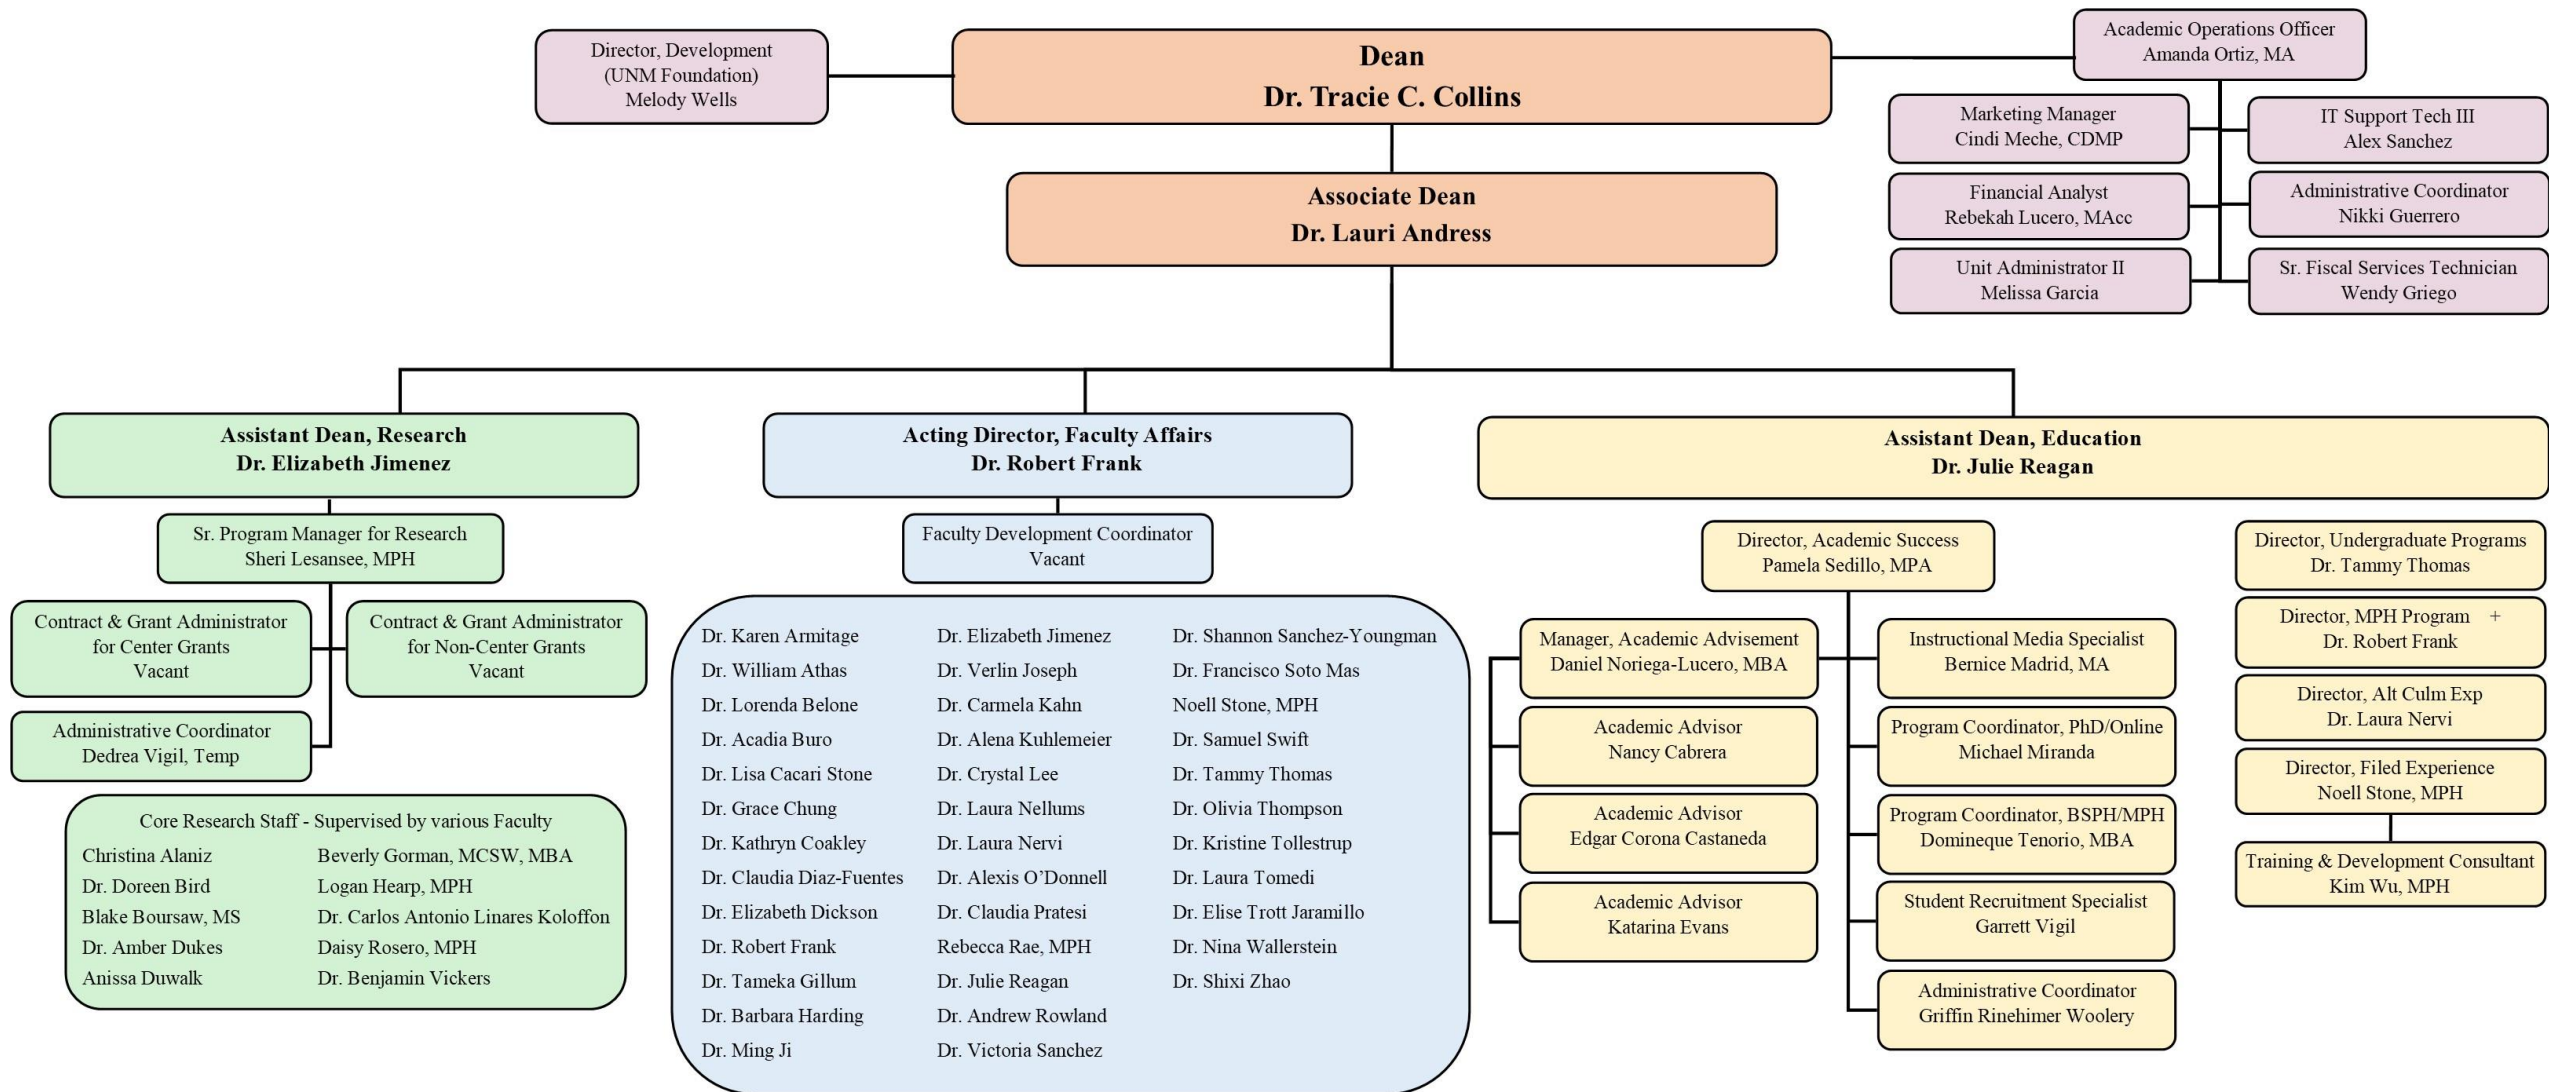 Director, Development
(UNM Foundation)
Melody Wells
Dean
Dr. Tracie C. Collins
Academic Operations Officer
Amanda Ortiz, MA
Marketing Manager
Cindi Meche, CDMP
IT Support Tech III
Alex Sanchez
Financial Analyst
Rebekah Lucero, MAcc
Administrative Coordinator
Nikki Guerrero
Unit Administrator II
Melissa Garcia
Sr. Fiscal Services Technician
Wendy Griego
Associate Dean
Dr. Lauri Andress
Assistant Dean, Research
Dr. Elizabeth Jimenez
Sr. Program Manager for Research
Sheri Lesansee, MPH
Contract & Grant Administrator
for Center Grants
Vacant
Contract & Grant Administrator
for Non-Center Grants
Vacant
Administrative Coordinator
Dedrea Vigil, Temp
Core Research Staff - Supervised by various Faculty
Christina Alaniz
Dr. Doreen Bird
Blake Boursaw, MS
Dr. Amber Dukes
Anissa Duwalk
Beverly Gorman, MCSW, MBA
Logan Hearp, MPH
Dr. Carlos Antonio Linares Koloffon
Daisy Rosero, MPH
Dr. Benjamin Vickers
Acting Director, Faculty Affairs
Dr. Robert Frank
Faculty Development Coordinator
Vacant
Dr. Karen Armitage
Dr. William Athas
Dr. Lorenda Belone
Dr. Acadia Buro
Dr. Lisa Cacari Stone
Dr. Grace Chung
Dr. Kathryn Coakley
Dr. Claudia Diaz-Fuentes
Dr. Elizabeth Dickson
Dr. Robert Frank
Dr. Tameka Gillum
Dr. Barbara Harding
Dr. Ming Ji
Dr. Elizabeth Jimenez
Dr. Verlin Joseph
Dr. Carmela Kahn
Dr. Alena Kuhlemeier
Dr. Crystal Lee
Dr. Laura Nellums
Dr. Laura Nervi
Dr. Alexis O’Donnell
Dr. Claudia Pratesi
Rebecca Rae, MPH
Dr. Julie Reagan
Dr. Andrew Rowland
Dr. Victoria Sanchez
Dr. Shannon Sanchez-Youngman
Dr. Francisco Soto Mas
Noell Stone, MPH
Dr. Samuel Swift
Dr. Tammy Thomas
Dr. Olivia Thompson
Dr. Kristine Tollestrup
Dr. Laura Tomedi
Dr. Elise Trott Jaramillo
Dr. Nina Wallerstein
Dr. Shixi Zhao
Assistant Dean, Education
Dr. Julie Reagan
Director, Academic Success
Pamela Sedillo, MPA
Manager, Academic Advisement
Daniel Noriega-Lucero, MBA
Academic Advisor
Nancy Cabrera
Academic Advisor
Edgar Corona Castaneda
Academic Advisor
Katarina Evans
Instructional Media Specialist
Bernice Madrid, MA
Program Coordinator, PhD/Online
Michael Miranda
Program Coordinator, BSPH/MPH
Domineque Tenorio, MBA
Student Recruitment Specialist
Garrett Vigil
Administrative Coordinator
Griffin Rinehimer Woolery
Director, Undergraduate Programs
Dr. Tammy Thomas
Director, MPH Program +
Dr. Robert Frank
Director, Alt Culm Exp
Dr. Laura Nervi
Director, Filed Experience
Noell Stone, MPH
Training & Development Consultant
Kim Wu, MPH